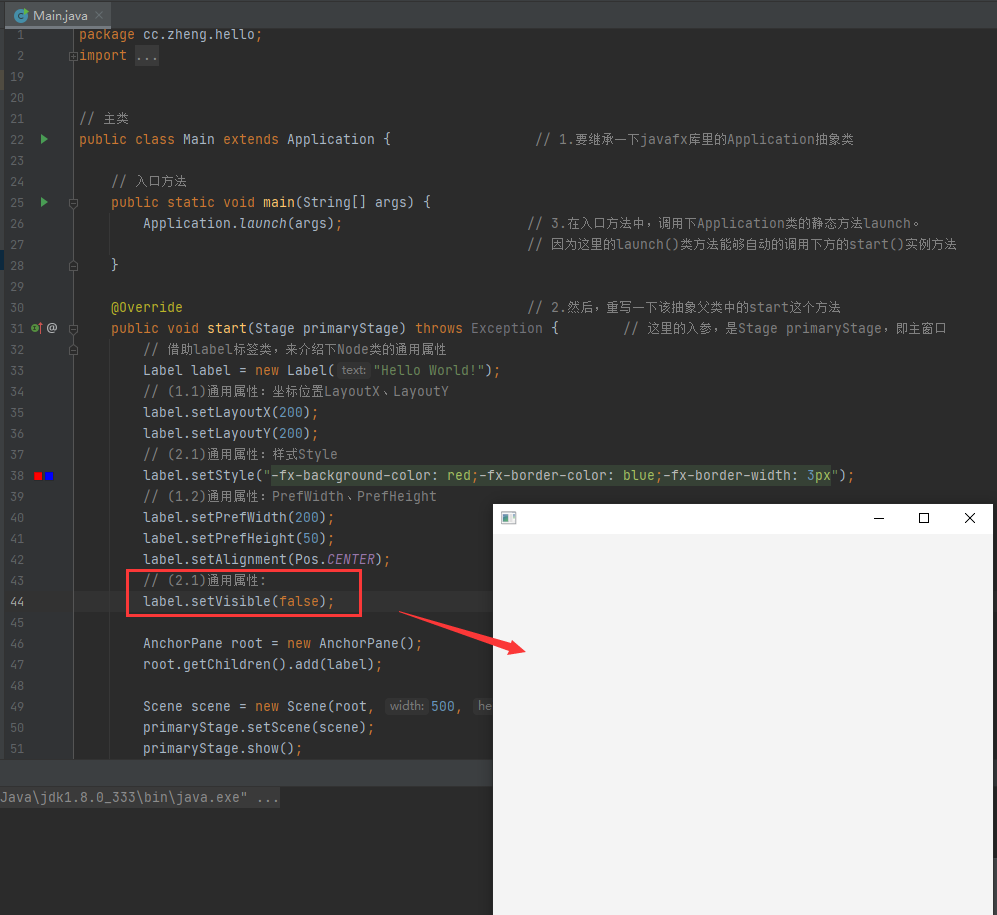 Main.java
1 package cc.zheng.hello;
2 import ...
19
20
21 // 主类
22 public class Main extends Application { // 1.要继承一下javafx库里的Application抽象类
23
24 // 入口方法
25 public static void main(String[] args) {
26 Application.launch(args); // 3.在入口方法中，调用下Application类的静态方法launch。
27 // 因为这里的launch()类方法能够自动的调用下方的start()实例方法
28 }
29
30 @Override // 2.然后，重写一下该抽象父类中的start这个方法
31 @ public void start(Stage primaryStage) throws Exception { // 这里的入参，是Stage primaryStage，即主窗口
32 // 借助label标签类，来介绍下Node类的通用属性
33 Label label = new Label( text: "Hello World!");
34 // (1.1)通用属性：坐标位置LayoutX、LayoutY
35 label.setLayoutX(200);
36 label.setLayoutY(200);
37 // (2.1)通用属性：样式Style
38 label.setStyle("-fx-background-color: red;-fx-border-color: blue;-fx-border-width: 3px");
39 // (1.2)通用属性：PrefWidth、PrefHeight
40 label.setPrefWidth(200);
41 label.setPrefHeight(50);
42 label.setAlignment(Pos.CENTER);
43 // (2.1)通用属性：
44 label.setVisible(false);
45
46 AnchorPane root = new AnchorPane();
47 root.getChildren().add(label);
48
49 Scene scene = new Scene(root, width: 500, he
50 primaryStage.setScene(scene);
51 primaryStage.show();
Java\jdk1.8.0_333\bin\java.exe" ...